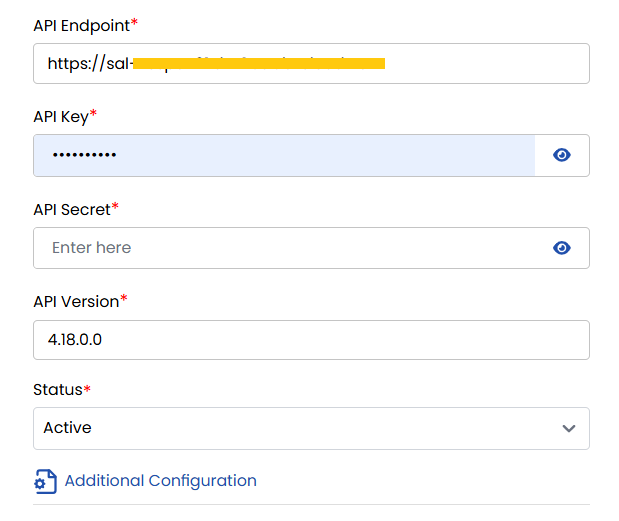 API Endpoint*
https://sal-
API Key*
••••••••••
API Secret*
Enter here
API Version*
4.18.0.0
Status*
Active
Additional Configuration